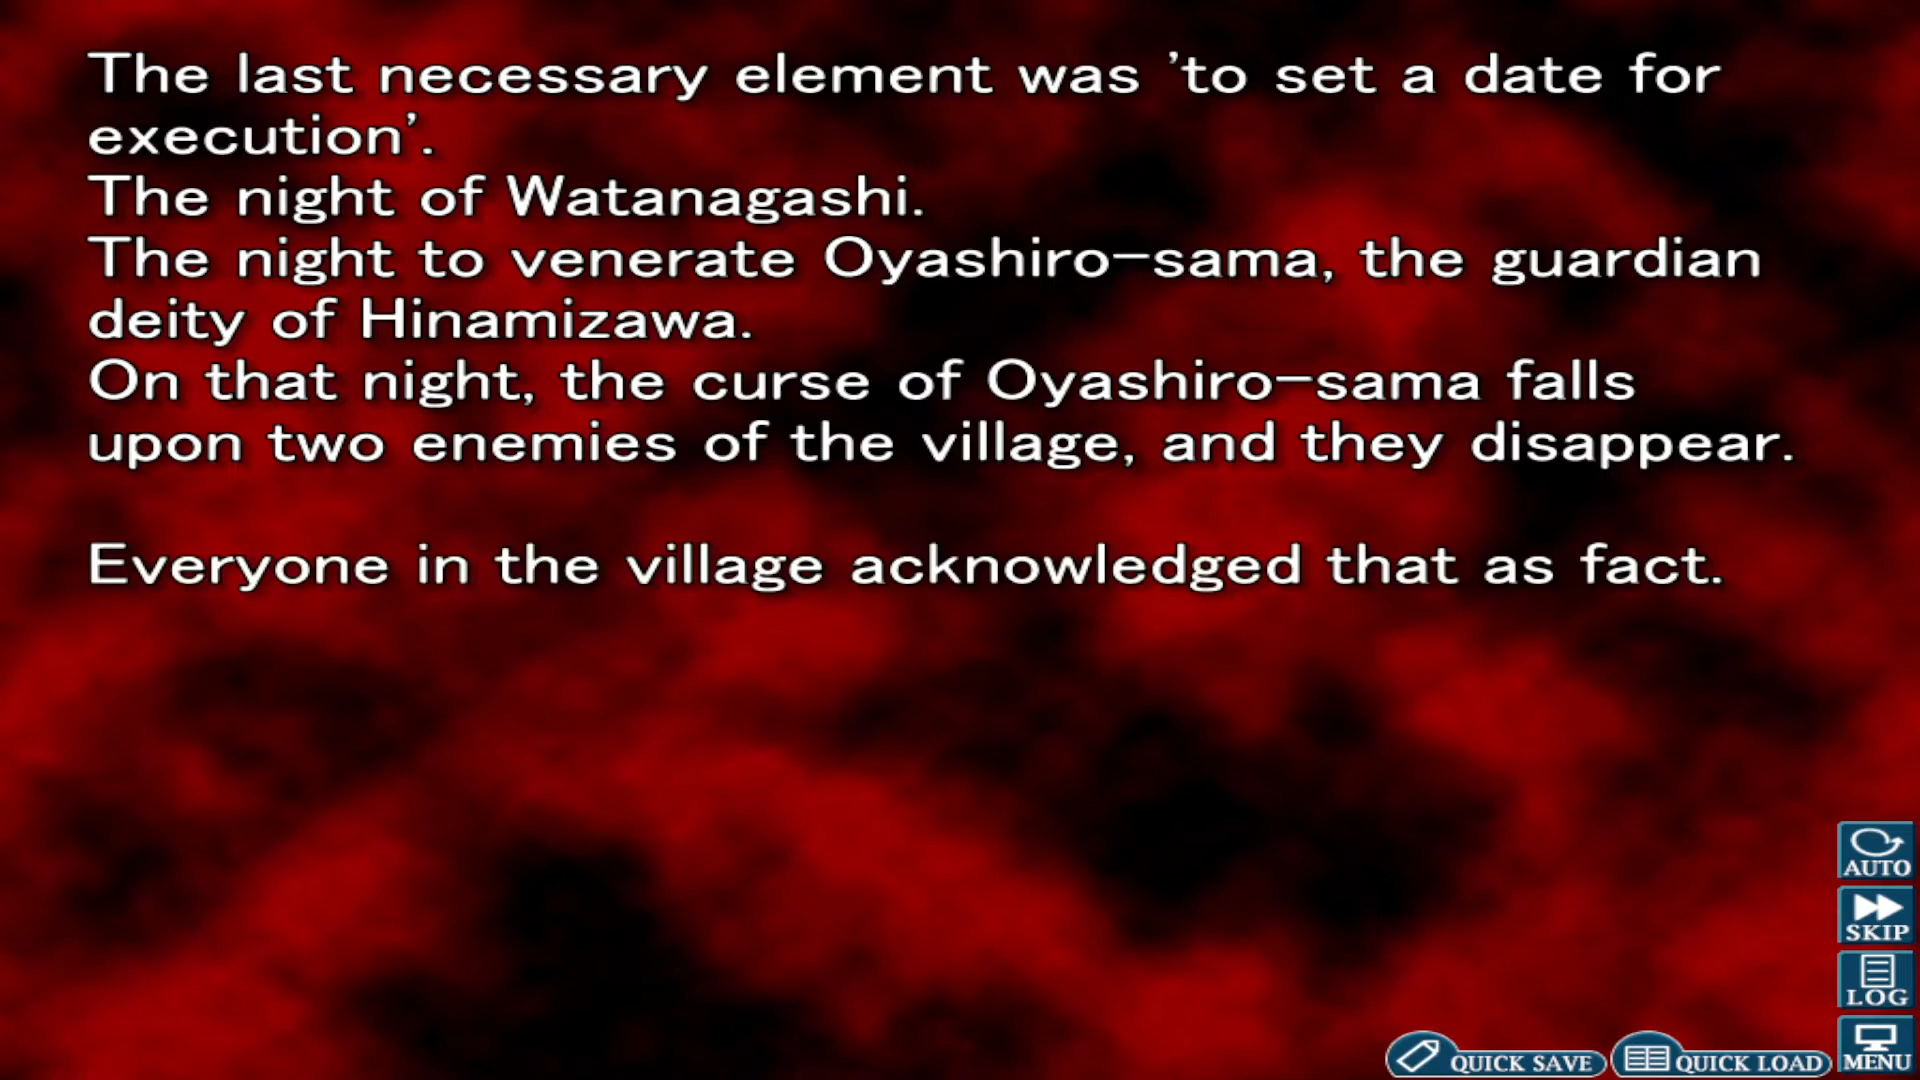 The last necessary element was 'to set a date for
execution'.
The night of Watanagashi.
The night to venerate Oyashiro-sama, the guardian
deity of Hinamizawa.
On that night, the curse of Oyashiro-sama falls
upon two enemies of the village, and they disappear.
Everyone in the village acknowledged that as fact.
AUTO
SKIP
LOG
MENU
QUICK SAVE
QUICK LOAD